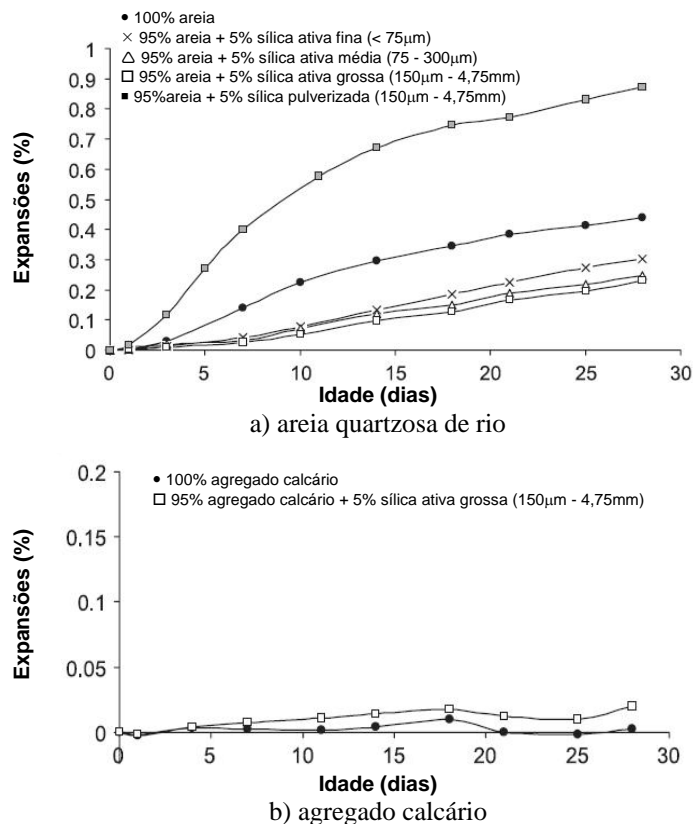 100% areia
95% areia + 5% sílica ativa fina (< 75μm)
95% areia + 5% sílica ativa média (75 - 300μm)
95% areia + 5% sílica ativa grossa (150μm - 4,75mm)
95%areia + 5% sílica pulverizada (150μm - 4,75mm)
Expansões (%)
1
0.9
0.8
0.7
0.6
0.5
0.4
0.3
0.2
0.1
0
0 5 10 15 20 25 30
Idade (dias)
a) areia quartzosa de rio
100% agregado calcário
95% agregado calcário + 5% sílica ativa grossa (150μm - 4,75mm)
Expansões (%)
0.2
0.15
0.1
0.05
0
0 5 10 15 20 25 30
Idade (dias)
b) agregado calcário